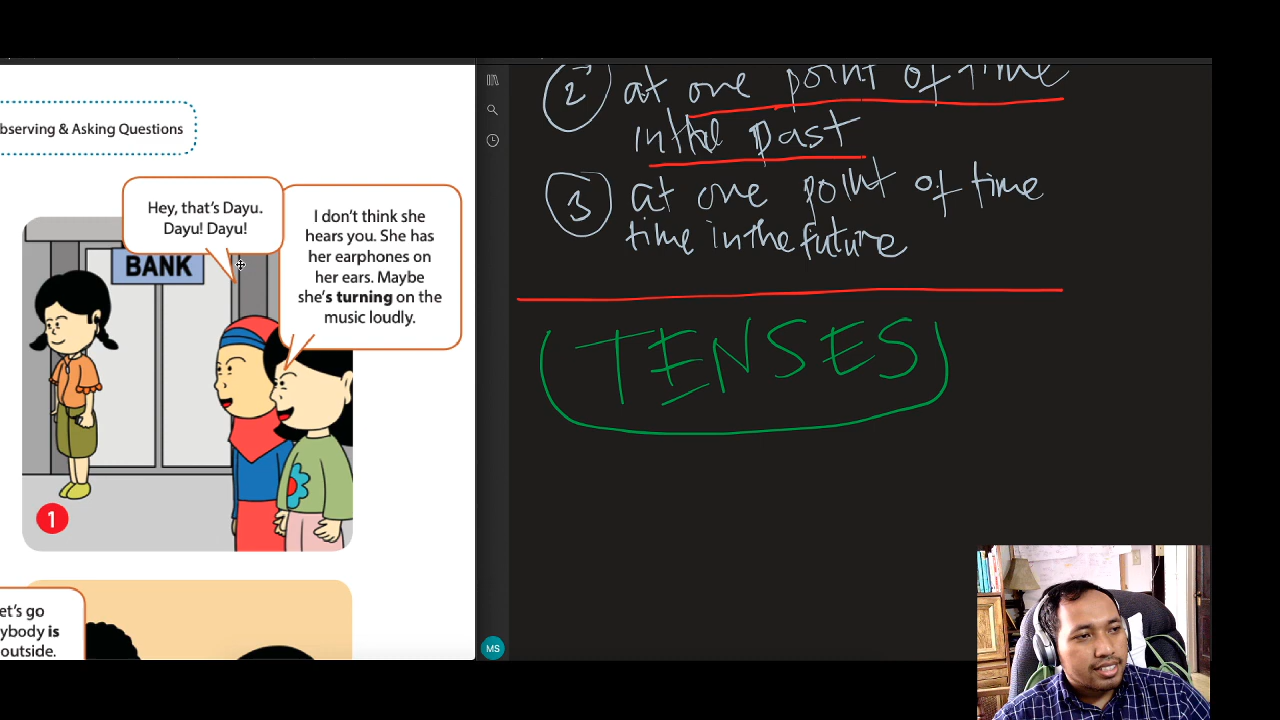 bserving & Asking Questions
Hey, that's Dayu.
Dayu! Dayu!
I don't think she
hears you. She has
her earphones on
her ears. Maybe
she's turning on the
music loudly.
BANK
1
et's go
ybody is
outside.
2 at one point of time
in the past
3 at one point of time
time in the future
TENSES
MS